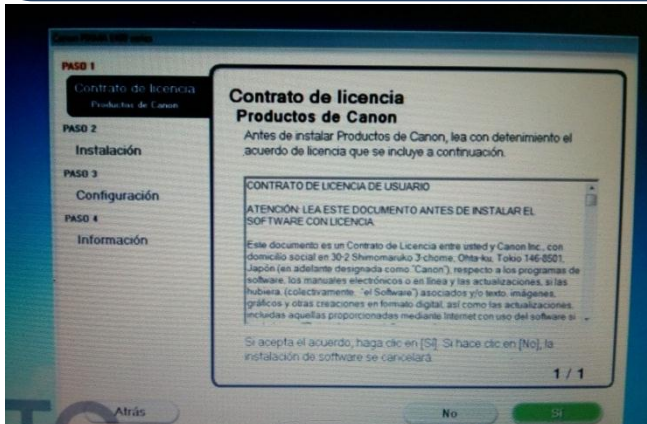 Canon
PASO 1
Contrato de licencia
Productos de Canon
PASO 2
Instalación
PASO 3
Configuración
PASO 4
Información
Contrato de licencia
Productos de Canon
Antes de instalar Productos de Canon, lea con detenimiento el
acuerdo de licencia que se incluye a continuación.
CONTRATO DE LICENCIA DE USUARIO
ATENCIÓN: LEA ESTE DOCUMENTO ANTES DE INSTALAR EL
SOFTWARE CON LICENCIA.
Este documento es un Contrato de Licencia entre usted y Canon Inc., con
domicilio social en 30-2 Shimomaruko 3-chome, Ohta-ku, Tokio 146-8501,
Japón (en adelante designada como "Canon"), respecto a los programas de
software, los manuales electrónicos o en línea y las actualizaciones, si las
hubiera, (colectivamente, "el Software") asociados y/o texto, imágenes,
gráficos y otras creaciones en formato digital, así como las actualizaciones,
incluidas aquellas proporcionadas mediante Internet con uso del software si
Si acepta el acuerdo, haga clic en [Sí]. Si hace clic en [No], la
instalación de software se cancelará.
1 / 1
Atrás
No
Sí